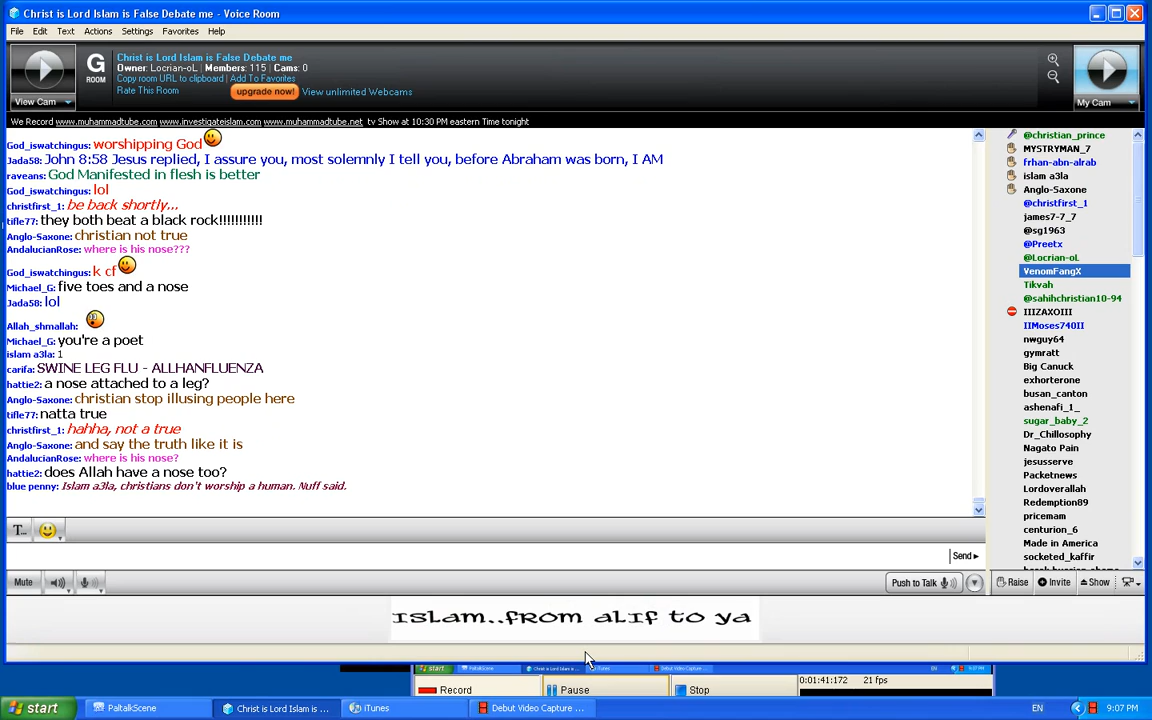 Christ is Lord Islam is False Debate me - Voice Room
File Edit Text Actions Settings Favorites Help
G ROOM
Christ is Lord Islam is False Debate me
Owner: Locrian-oL | Members: 115 | Cams: 0
Copy room URL to clipboard | Add To Favorites
Rate This Room upgrade now! View unlimited Webcams
View Cam
My Cam
We Record www.muhammadtube.com www.investigateislam.com www.muhammadtube.net tv Show at 10:30 PM eastern Time tonight
God_iswatchingus: worshipping God
Jada58: John 8:58 Jesus replied, I assure you, most solemnly I tell you, before Abraham was born, I AM
raveans: God Manifested in flesh is better
God_iswatchingus: lol
christfirst_1: be back shortly...
tifle77: they both beat a black rock!!!!!!!!!!!
Anglo-Saxone: christian not true
AndalucianRose: where is his nose???
God_iswatchingus: k cf
Michael_G: five toes and a nose
Jada58: lol
Allah_shmallah:
Michael_G: you're a poet
islam a3la: 1
carifa: SWINE LEG FLU - ALLHANFLUENZA
hattie2: a nose attached to a leg?
Anglo-Saxone: christian stop illusing people here
tifle77: natta true
christfirst_1: hahha, not a true
Anglo-Saxone: and say the truth like it is
AndalucianRose: where is his nose?
hattie2: does Allah have a nose too?
blue penny: Islam a3la, christians don't worship a human. Nuff said.
@christian_prince
MYSTRYMAN_7
frhan-abn-alrab
islam a3la
Anglo-Saxone
@christfirst_1
james7-7_7
@sg1963
@Preetx
@Locrian-oL
VenomFangX
Tikvah
@sahihchristian10-94
IIIZAXOIII
IIMoses740II
nwguy64
gymratt
Big Canuck
exhorterone
busan_canton
ashenafi_1_
sugar_baby_2
Dr_Chillosophy
Nagato Pain
jesusserve
Packetnews
Lordoverallah
Redemption89
pricemam
centurion_6
Made in America
socketed_kaffir
T...
Send
Mute
Push to Talk
Raise Invite Show
ISLAM..FROM ALIF TO YA
start
Record Pause Stop 0:01:41:172 21 fps
start PaltalkScene Christ is Lord Islam is ... iTunes Debut Video Capture ... EN 9:07 PM